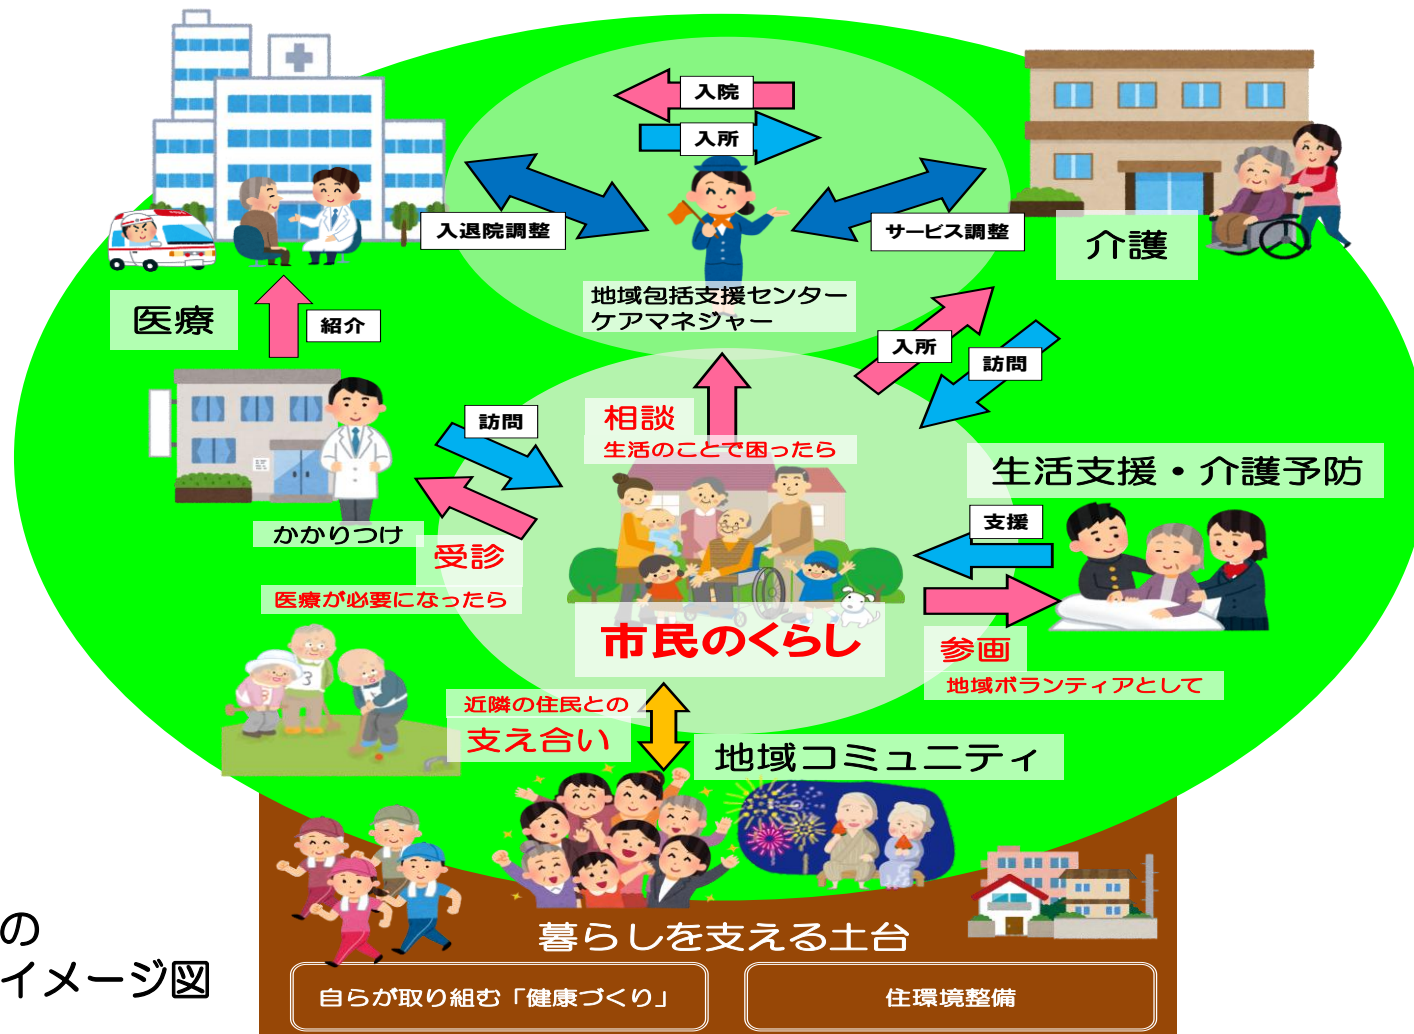 入院
入所
入退院調整
サービス調整
介護
地域包括支援センター
ケアマネジャー
医療
紹介
入所
訪問
訪問
相談
生活のことで困ったら
生活支援・介護予防
支援
かかりつけ
受診
医療が必要になったら
市民のくらし
参画
地域ボランティアとして
近隣の住民との
支え合い
地域コミュニティ
3
の
イメージ図
暮らしを支える土台
自らが取り組む「健康づくり」
住環境整備